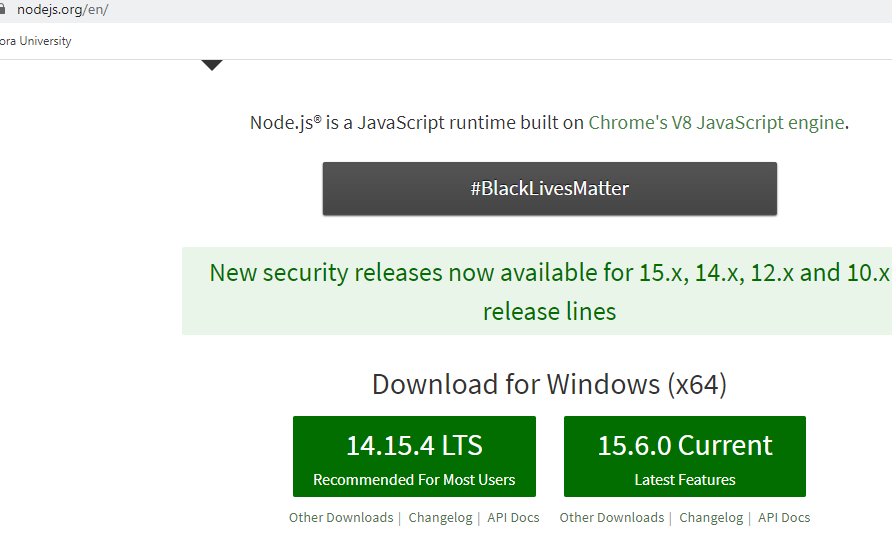 nodejs.org/en/
ora University
Node.js® is a JavaScript runtime built on Chrome's V8 JavaScript engine.
#BlackLivesMatter
New security releases now available for 15.x, 14.x, 12.x and 10.x
release lines
Download for Windows (x64)
14.15.4 LTS
Recommended For Most Users
15.6.0 Current
Latest Features
Other Downloads | Changelog | API Docs
Other Downloads | Changelog | API Docs